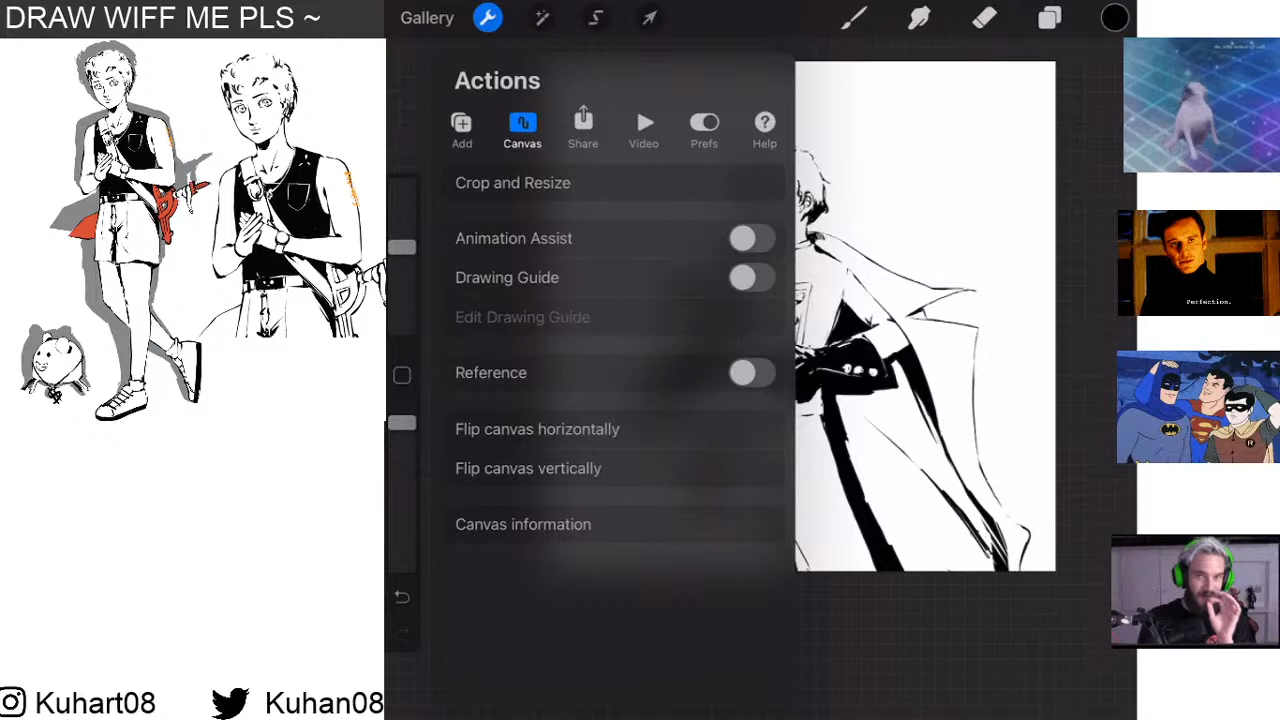 DRAW WIFF ME PLS ~
Gallery
Actions
Add
Canvas
Share
Video
Prefs
Help
Crop and Resize
Animation Assist
Drawing Guide
Edit Drawing Guide
Reference
Flip canvas horizontally
Flip canvas vertically
Canvas information
Perfection.
R
Kuhart08
Kuhan08